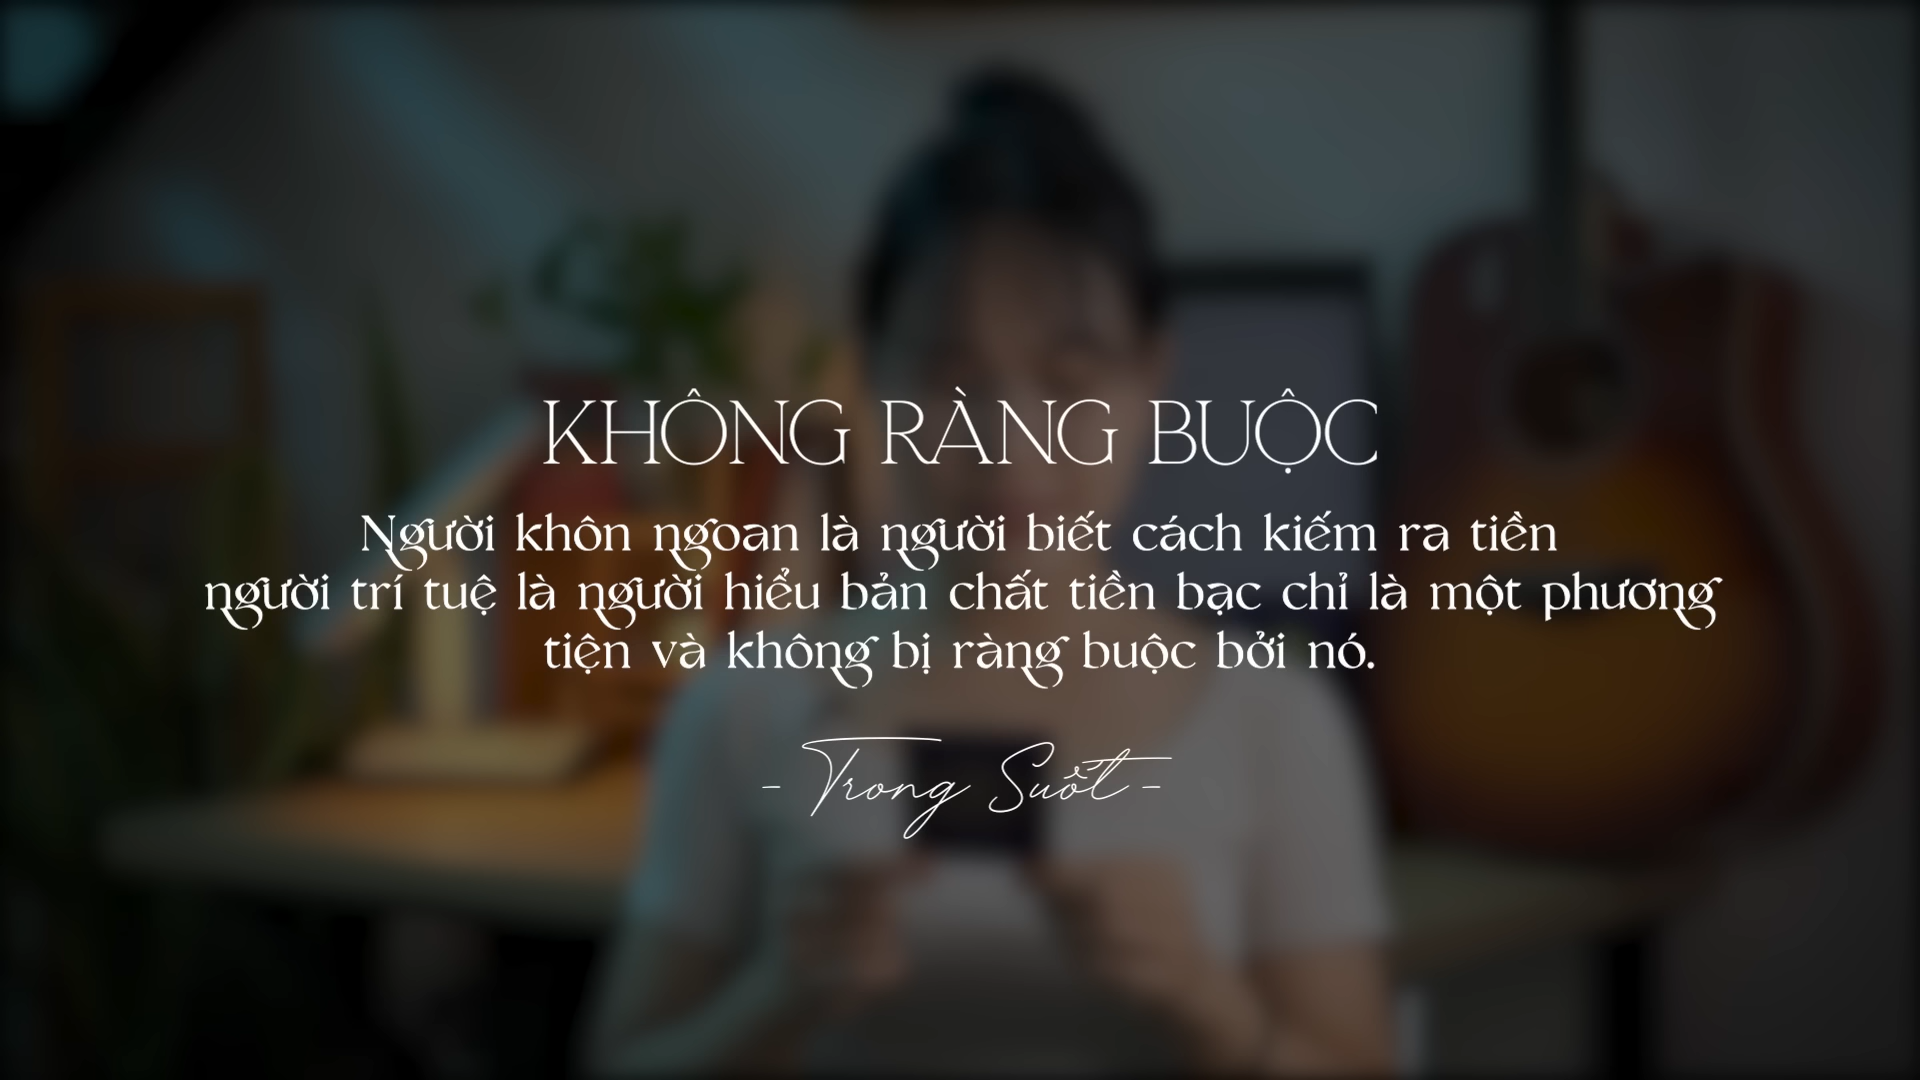 KHÔNG RÀNG BUỘC
Người khôn ngoan là người biết cách kiếm ra tiền
người trí tuệ là người hiểu bản chất tiền bạc chỉ là một phương
tiện và không bị ràng buộc bởi nó.
- Trong Suốt -